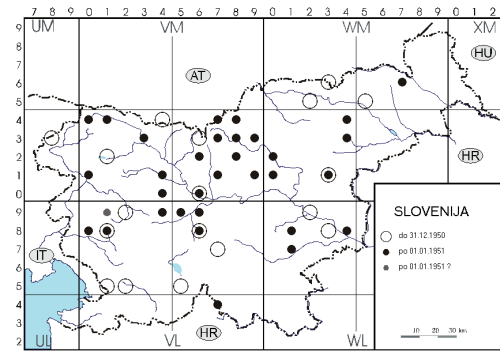 7 8 9 0 1 2 3 4 5 6 7 8 9 0 1 2 3 4 5 6 7 8 9 0 1 2
UM VM WM XM
9
8
7
6
5
4
3
2
1
0
9
8
7
6
5
4
3
2
AT
HU
HR
IT
HR
UL VL WL
SLOVENIJA
do 31.12.1950
po 01.01.1951
po 01.01.1951 ?
10 20 30 km